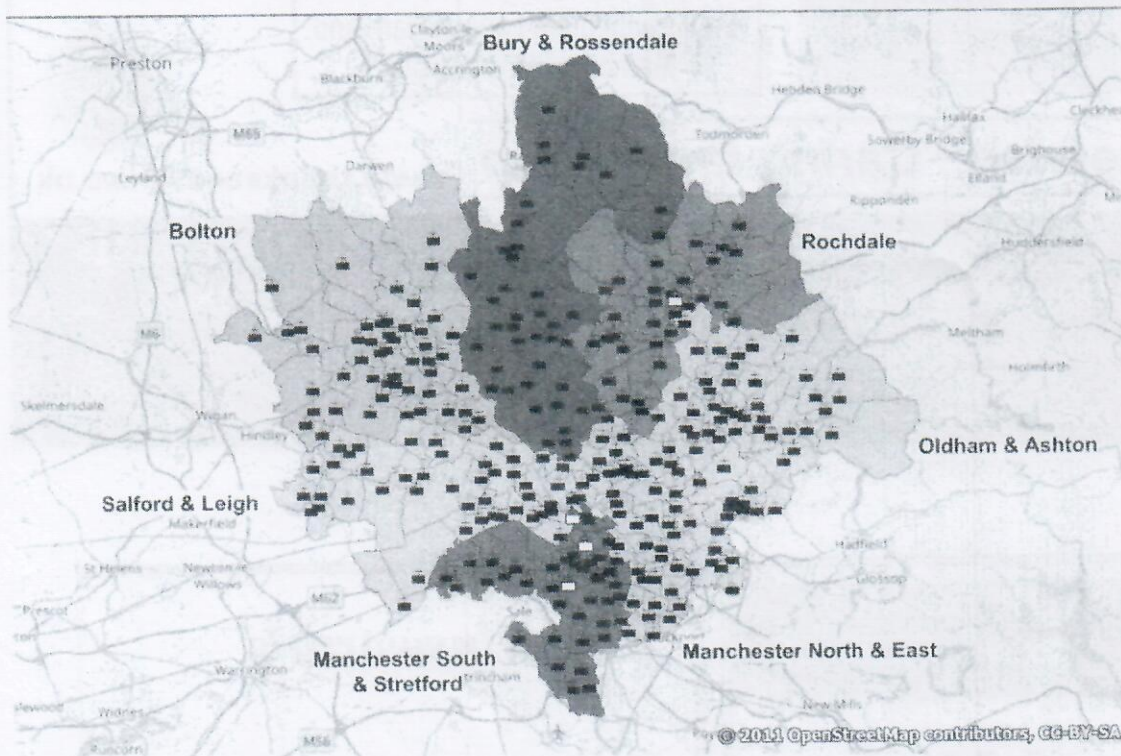 Bury & Rossendale
Clayton-le
Moors
Accrington
Preston
Blackburn
Hebden Bridge
Halifax
Cleckhe
M65
Todmorden
Sowerby Bridge
Brighouse
Leyland
Darwen
Elland
Ripponden
Bolton
Rochdale
Huddersfield
M6
Meltham
Holmfirth
Skelmersdale
Wigan
Hindley
Oldham & Ashton
Salford & Leigh
Makerfield
Hadfield
St Helens
Newton-le
Willows
Glossop
Prescot
M62
Sale
Manchester South
& Stretford
Manchester North & East
Warrington
trincham
New Mills
Widnes
M56
Runcorn
© 2011 OpenStreetMap contributors, CC-BY-SA